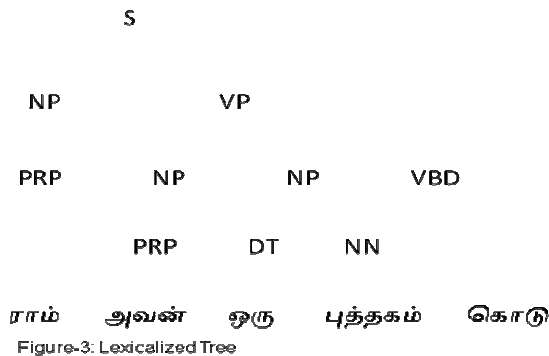 S
NP VP
PRP NP NP VBD
PRP DT NN
ராம் அவன் ஒரு புத்தகம் கொடு
Figure-3: Lexicalized Tree